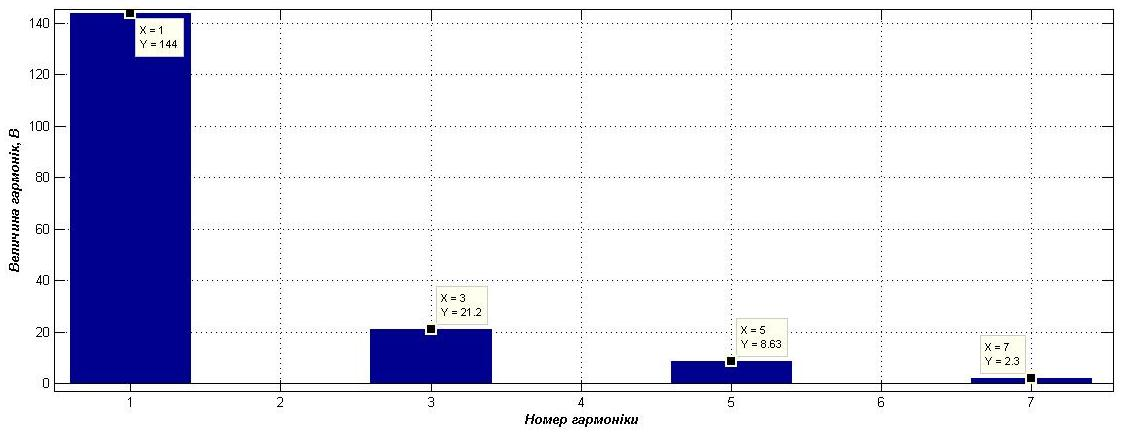 140
120
100
80
60
40
20
0
Величина гармонік, В
X = 1
Y = 144
X = 3
Y = 21.2
X = 5
Y = 8.63
X = 7
Y = 2.3
1 2 3 4 5 6 7
Номер гармоніки